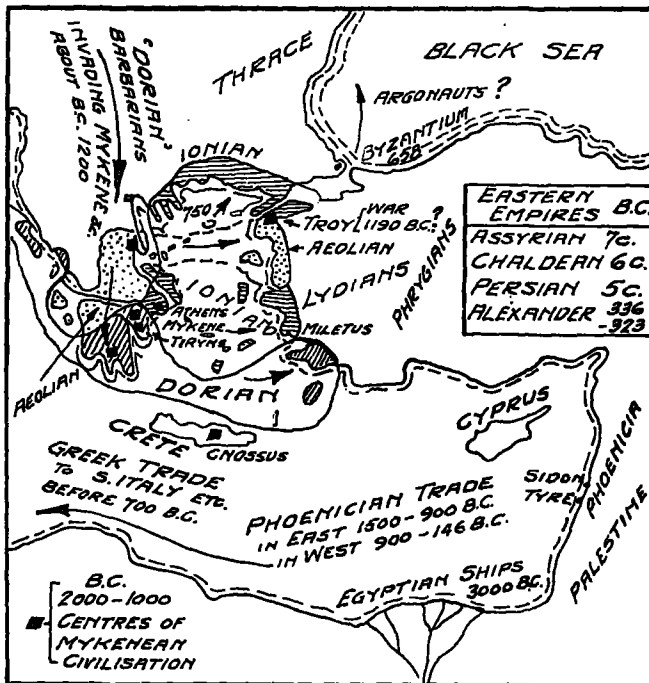 "DORIAN"
BARBARIANS
INVADING MYKENE &c.
ABOUT B.C. 1200
THRACE
BLACK SEA
ARGONAUTS ?
BYZANTIUM
658
IONIAN
750
TROY [WAR
1190 B.C.] ?
AEOLIAN
LYDIANS
PHRYGIANS
EASTERN B.C.
EMPIRES
ASSYRIAN 7C.
CHALDEAN 6C.
PERSIAN 5C.
ALEXANDER 336
-323
IONIAN
ATHENS
MYKENE
TIRYNS
MILETUS
AEOLIAN
DORIAN
CRETE
GNOSSUS
CYPRUS
GREEK TRADE
TO S. ITALY ETC.
BEFORE 700 B.C.
PHOENICIAN TRADE
IN EAST 1500-900 B.C.
IN WEST 900-146 B.C.
SIDON
TYRE
PHOENICIA
PALESTINE
EGYPTIAN SHIPS
3000 B.C.
B.C.
2000-1000
CENTRES OF
MYKENEAN
CIVILISATION